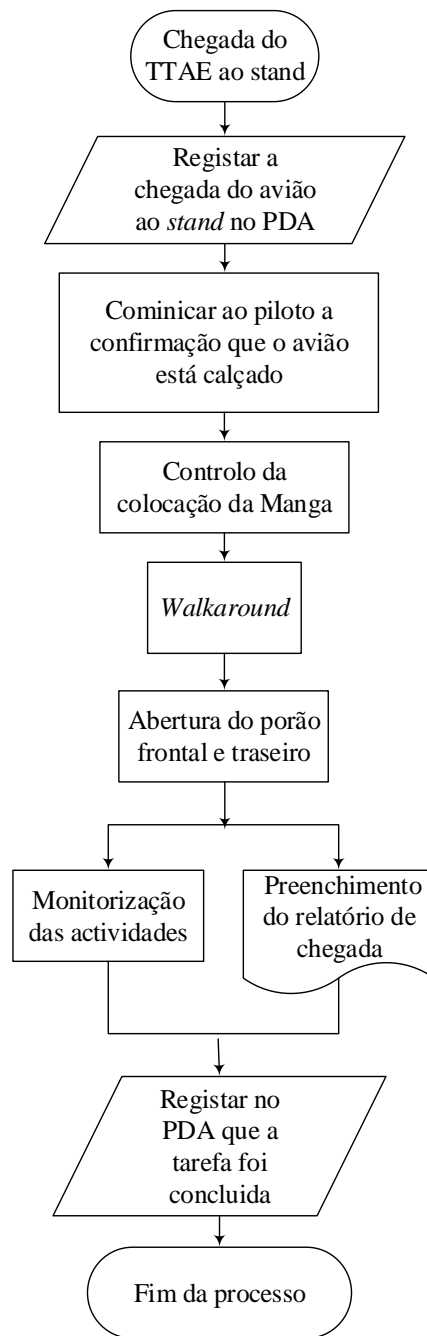 Chegada do
TTAE ao stand
Registar a
chegada do avião
ao stand no PDA
Cominicar ao piloto a
confirmação que o avião
está calçado
Controlo da
colocação da Manga
Walkaround
Abertura do porão
frontal e traseiro
Monitorização
das actividades
Preenchimento
do relatório de
chegada
Registar no
PDA que a
tarefa foi
concluida
Fim da processo